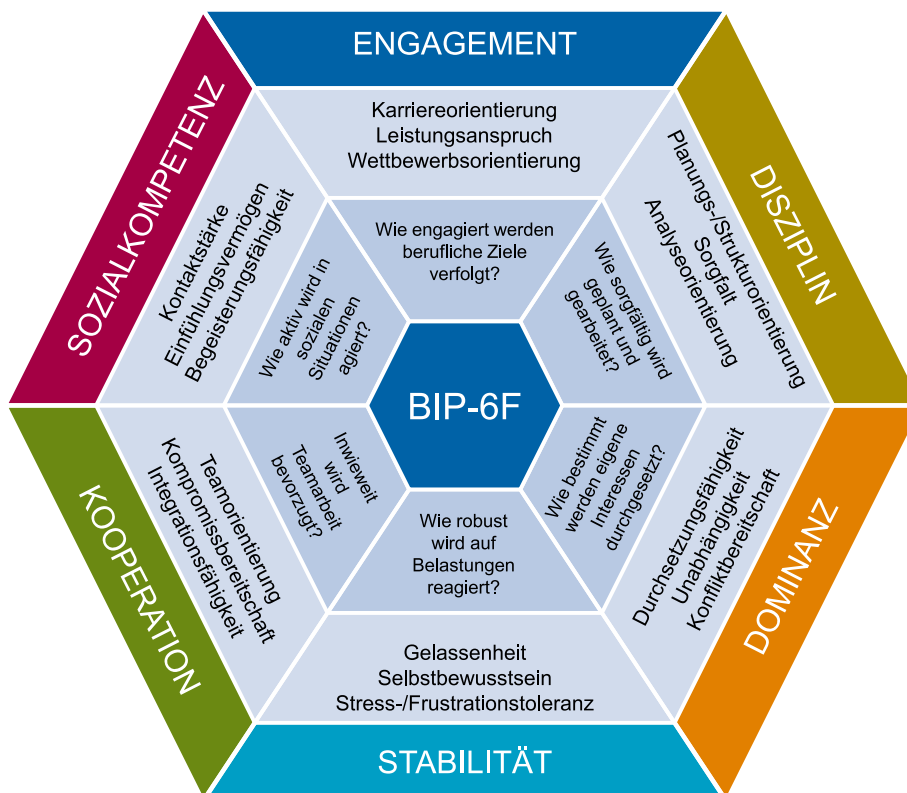 ENGAGEMENT
Karriereorientierung
Leistungsanspruch
Wettbewerbsorientierung
Wie engagiert werden
berufliche Ziele
verfolgt?
DISZIPLIN
Planungs-/Strukturorientierung
Sorgfalt
Analyseorientierung
Wie sorgfältig wird
geplant und
gearbeitet?
DOMINANZ
Durchsetzungsfähigkeit
Unabhängigkeit
Konfliktbereitschaft
Wie bestimmt
werden eigene
Interessen
durchgesetzt?
STABILITÄT
Gelassenheit
Selbstbewusstsein
Stress-/Frustrationstoleranz
Wie robust
wird auf
Belastungen
reagiert?
KOOPERATION
Teamorientierung
Kompromissbereitschaft
Integrationsfähigkeit
Inwieweit
wird
Teamarbeit
bevorzugt?
SOZIALKOMPETENZ
Kontaktstärke
Einfühlungsvermögen
Begeisterungsfähigkeit
Wie aktiv wird in
sozialen
Situationen
agiert?
BIP-6F